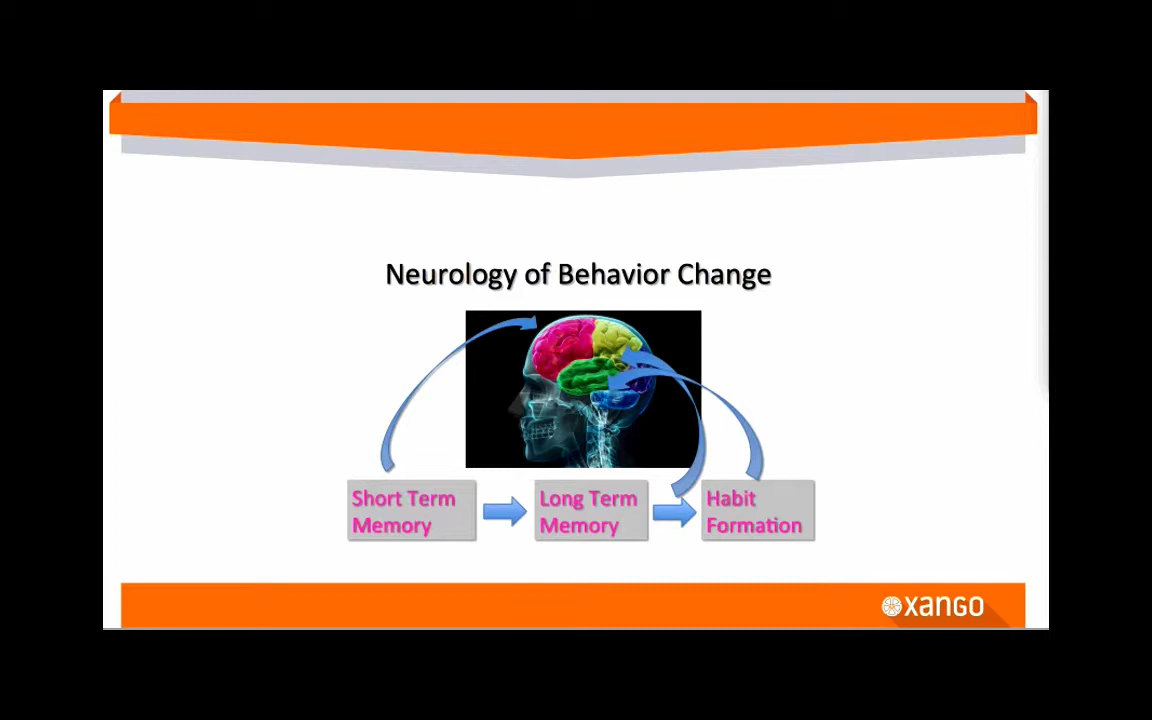 Neurology of Behavior Change
Short Term
Memory
Long Term
Memory
Habit
Formation
xango